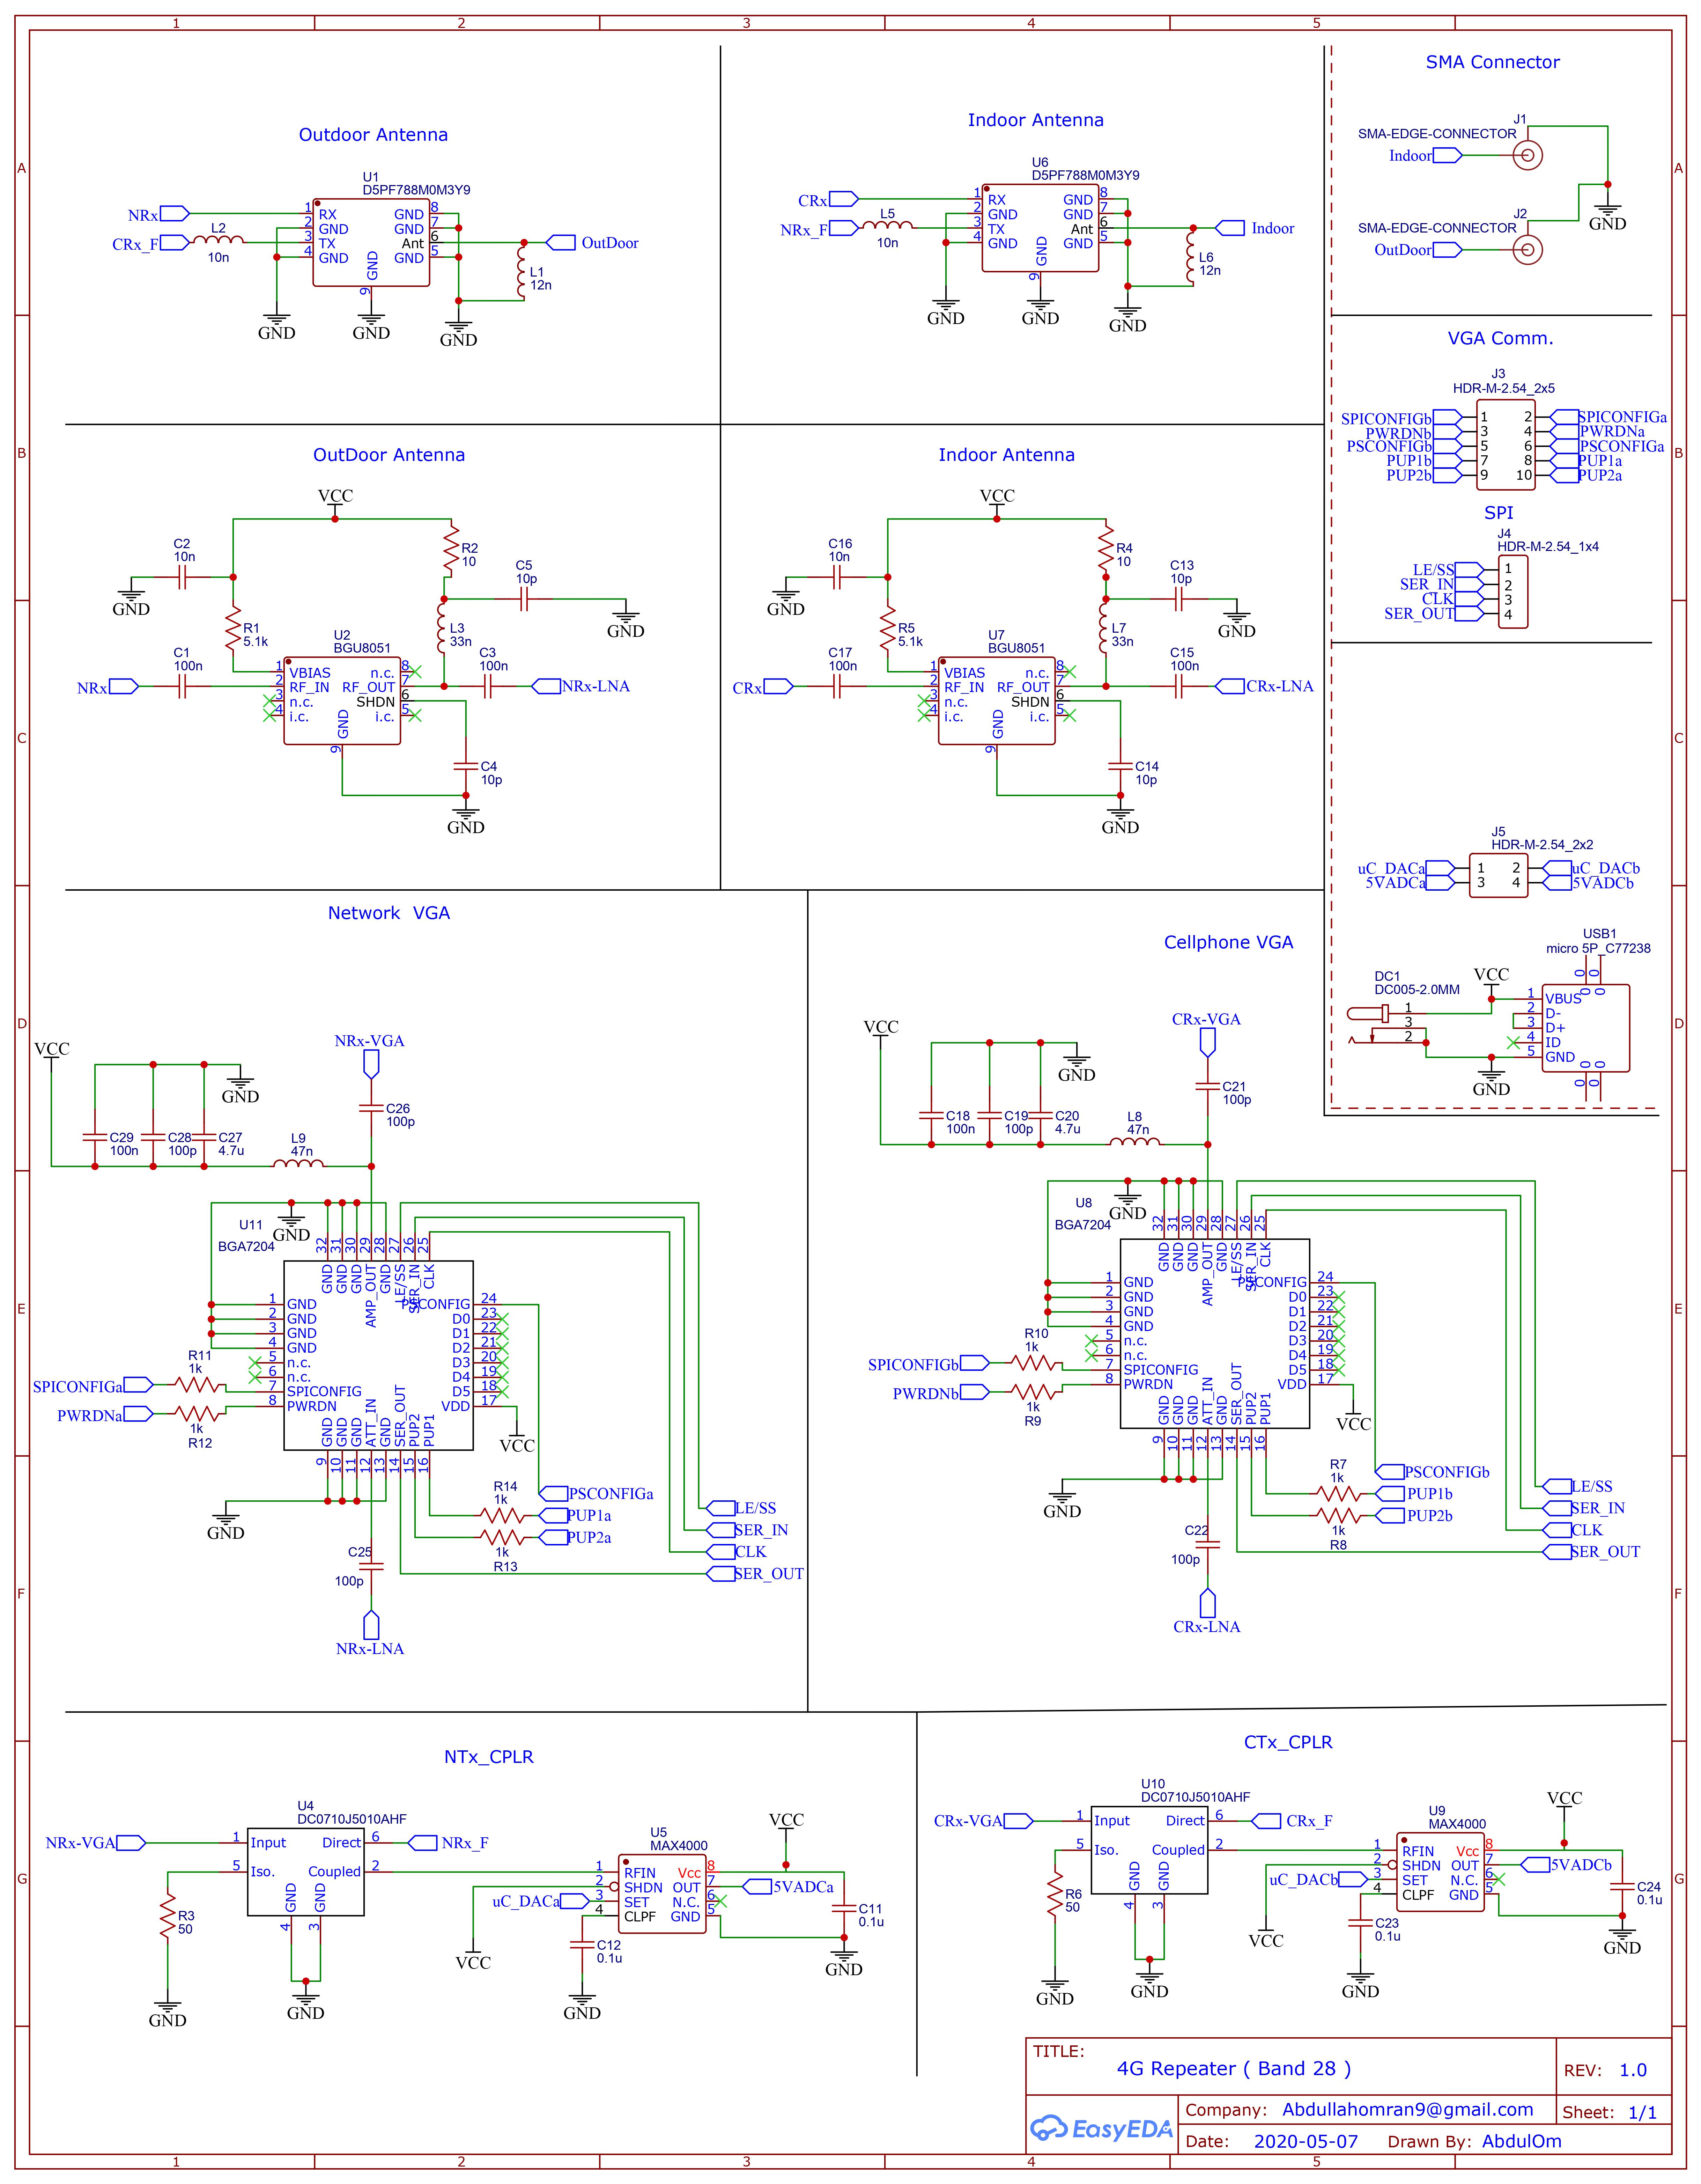 1 2 3 4 5
A
B
C
D
E
F
G
Outdoor Antenna
U1
D5PF788M0M3Y9
NRx
CRx_F
L2
10n
1 RX
2 GND
3 TX
4 GND
GND 8
GND 7
Ant 6
GND 5
GND
9
OutDoor
L1
12n
GND
GND
GND
Indoor Antenna
U6
D5PF788M0M3Y9
CRx
NRx_F
L5
10n
1 RX
2 GND
3 TX
4 GND
GND 8
GND 7
Ant 6
GND 5
GND
9
Indoor
L6
12n
GND
GND
GND
SMA Connector
J1
SMA-EDGE-CONNECTOR
Indoor
J2
GND
SMA-EDGE-CONNECTOR
OutDoor
VGA Comm.
J3
HDR-M-2.54_2x5
SPICONFIGb 1 2 SPICONFIGa
PWRDNb 3 4 PWRDNa
PSCONFIGb 5 6 PSCONFIGa
PUP1b 7 8 PUP1a
PUP2b 9 10 PUP2a
SPI
J4
HDR-M-2.54_1x4
LE/SS 1
SER_IN 2
CLK 3
SER_OUT 4
J5
HDR-M-2.54_2x2
uC_DACa 1 2 uC_DACb
5VADCa 3 4 5VADCb
USB1
micro 5P_C77238
DC1
DC005-2.0MM
VCC
1
3
2
0 0
0 0
1 VBUS
2 D-
3 D+
4 ID
5 GND
0 0
GND
OutDoor Antenna
VCC
C2
10n
R2
10
C5
10p
GND
GND
R1
5.1k
L3
33n
U2
BGU8051
C1
100n
C3
100n
NRx
1 VBIAS
2 RF_IN
3 n.c.
4 i.c.
n.c. 8
RF_OUT 7
SHDN 6
i.c. 5
GND
9
NRx-LNA
C4
10p
GND
Indoor Antenna
VCC
C16
10n
R4
10
C13
10p
GND
GND
R5
5.1k
L7
33n
U7
BGU8051
C17
100n
C15
100n
CRx
1 VBIAS
2 RF_IN
3 n.c.
4 i.c.
n.c. 8
RF_OUT 7
SHDN 6
i.c. 5
GND
9
CRx-LNA
C14
10p
GND
Network  VGA
NRx-VGA
VCC
GND
C26
100p
C29
100n
C28
100p
C27
4.7u
L9
47n
GND
U11
BGA7204
32 31 30 29 28 27 26 25
GND GND GND AMP_OUT GND LE/SS SER_IN CLK
1 GND
2 GND
3 GND
4 GND
5 n.c.
6 n.c.
7 SPICONFIG
8 PWRDN
PSCONFIG 24
D0 23
D1 22
D2 21
D3 20
D4 19
D5 18
VDD 17
GND GND GND ATT_IN GND SER_OUT PUP2 PUP1
9 10 11 12 13 14 15 16
R11
1k
SPICONFIGa
PWRDNa
1k
R12
VCC
R14
1k
PSCONFIGa
PUP1a
PUP2a
1k
R13
LE/SS
SER_IN
CLK
SER_OUT
GND
C25
100p
NRx-LNA
Cellphone VGA
CRx-VGA
VCC
GND
C21
100p
C18
100n
C19
100p
C20
4.7u
L8
47n
GND
U8
BGA7204
32 31 30 29 28 27 26 25
GND GND GND AMP_OUT GND LE/SS SER_IN CLK
1 GND
2 GND
3 GND
4 GND
5 n.c.
6 n.c.
7 SPICONFIG
8 PWRDN
PSCONFIG 24
D0 23
D1 22
D2 21
D3 20
D4 19
D5 18
VDD 17
GND GND GND ATT_IN GND SER_OUT PUP2 PUP1
9 10 11 12 13 14 15 16
R10
1k
SPICONFIGb
PWRDNb
1k
R9
VCC
R7
1k
PSCONFIGb
PUP1b
PUP2b
1k
R8
LE/SS
SER_IN
CLK
SER_OUT
GND
C22
100p
CRx-LNA
NTx_CPLR
U4
DC0710J5010AHF
NRx-VGA
1 Input
5 Iso.
Direct 6
Coupled 2
GND GND
4 3
NRx_F
R3
50
GND
GND
U5
MAX4000
1 RFIN
2 SHDN
3 SET
4 CLPF
Vcc 8
OUT 7
N.C. 6
GND 5
VCC
5VADCa
uC_DACa
C11
0.1u
C12
0.1u
VCC
GND
GND
CTx_CPLR
U10
DC0710J5010AHF
CRx-VGA
1 Input
5 Iso.
Direct 6
Coupled 2
GND GND
4 3
CRx_F
R6
50
GND
GND
U9
MAX4000
1 RFIN
2 SHDN
3 SET
4 CLPF
Vcc 8
OUT 7
N.C. 6
GND 5
VCC
5VADCb
uC_DACb
C24
0.1u
C23
0.1u
VCC
GND
GND
TITLE:
4G Repeater ( Band 28 )
REV: 1.0
EasyEDA
Company: Abdullahomran9@gmail.com
Sheet: 1/1
Date: 2020-05-07 Drawn By: AbdulOm
1 2 3 4 5
A
B
C
D
E
F
G